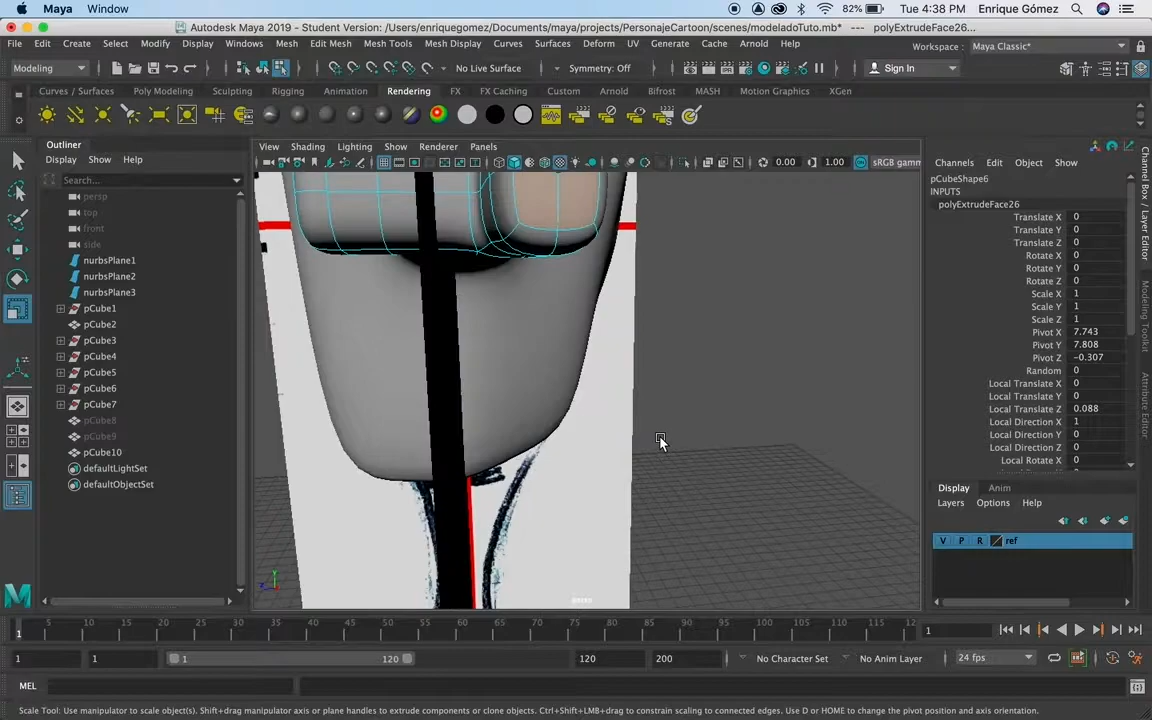 Maya Window 82% Tue 4:38 PM Enrique Gómez
Autodesk Maya 2019 - Student Version: /Users/enriquegomez/Documents/maya/projects/PersonajeCartoon/scenes/modeladoTuto.mb* --- polyExtrudeFace26...
File Edit Create Select Modify Display Windows Mesh Edit Mesh Mesh Tools Mesh Display Curves Surfaces Deform UV Generate Cache Arnold Help Workspace : Maya Classic*
Modeling No Live Surface Symmetry: Off Sign In
Curves / Surfaces Poly Modeling Sculpting Rigging Animation Rendering FX FX Caching Custom Arnold Bifrost MASH Motion Graphics XGen
Outliner
Display Show Help
Search...
persp
top
front
side
nurbsPlane1
nurbsPlane2
nurbsPlane3
pCube1
pCube2
pCube3
pCube4
pCube5
pCube6
pCube7
pCube8
pCube9
pCube10
defaultLightSet
defaultObjectSet
View Shading Lighting Show Renderer Panels
0.00 1.00 sRGB gamm
persp
Channels Edit Object Show
pCubeShape6
INPUTS
polyExtrudeFace26
Translate X 0
Translate Y 0
Translate Z 0
Rotate X 0
Rotate Y 0
Rotate Z 0
Scale X 1
Scale Y 1
Scale Z 1
Pivot X 7.743
Pivot Y 7.808
Pivot Z -0.307
Random 0
Local Translate X 0
Local Translate Y 0
Local Translate Z 0.088
Local Direction X 1
Local Direction Y 0
Local Direction Z 0
Local Rotate X 0
Display Anim
Layers Options Help
V P R ref
Channel Box / Layer Editor
Modeling Toolkit
Attribute Editor
5 10 15 20 25 30 35 40 45 50 55 60 65 70 75 80 85 90 95 100 105 110 115 12
1 1
1 1 1 120 120 200 No Character Set No Anim Layer 24 fps
MEL
Scale Tool: Use manipulator to scale object(s). Shift+drag manipulator axis or plane handles to extrude components or clone objects. Ctrl+Shift+LMB+drag to constrain scaling to connected edges. Use D or HOME to change the pivot position and axis orientation.